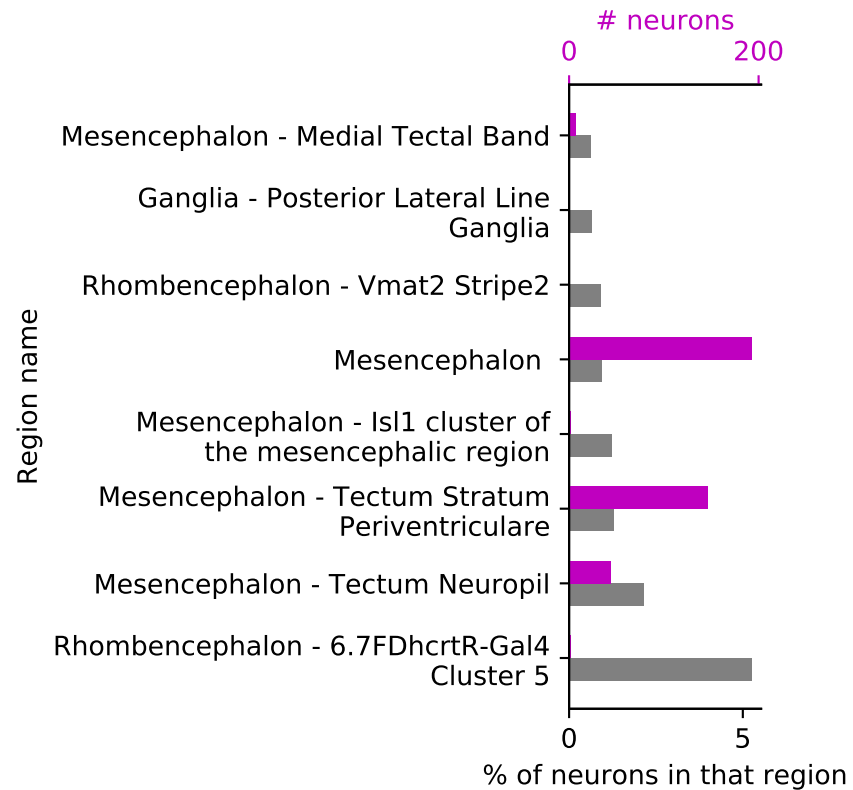 # neurons
0 200
Mesencephalon - Medial Tectal Band
Ganglia - Posterior Lateral Line
Ganglia
Rhombencephalon - Vmat2 Stripe2
Mesencephalon
Mesencephalon - Isl1 cluster of
the mesencephalic region
Mesencephalon - Tectum Stratum
Periventriculare
Mesencephalon - Tectum Neuropil
Rhombencephalon - 6.7FDhcrtR-Gal4
Cluster 5
Region name
0 5
% of neurons in that region